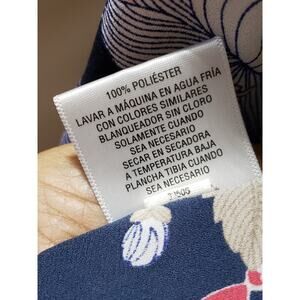 100% POLIÉSTER
LAVAR A MÁQUINA EN AGUA FRÍA
CON COLORES SIMILARES
BLANQUEADOR SIN CLORO
SOLAMENTE CUANDO
SEA NECESARIO
SECAR EN SECADORA
A TEMPERATURA BAJA
PLANCHA TIBIA CUANDO
SEA NECESARIO